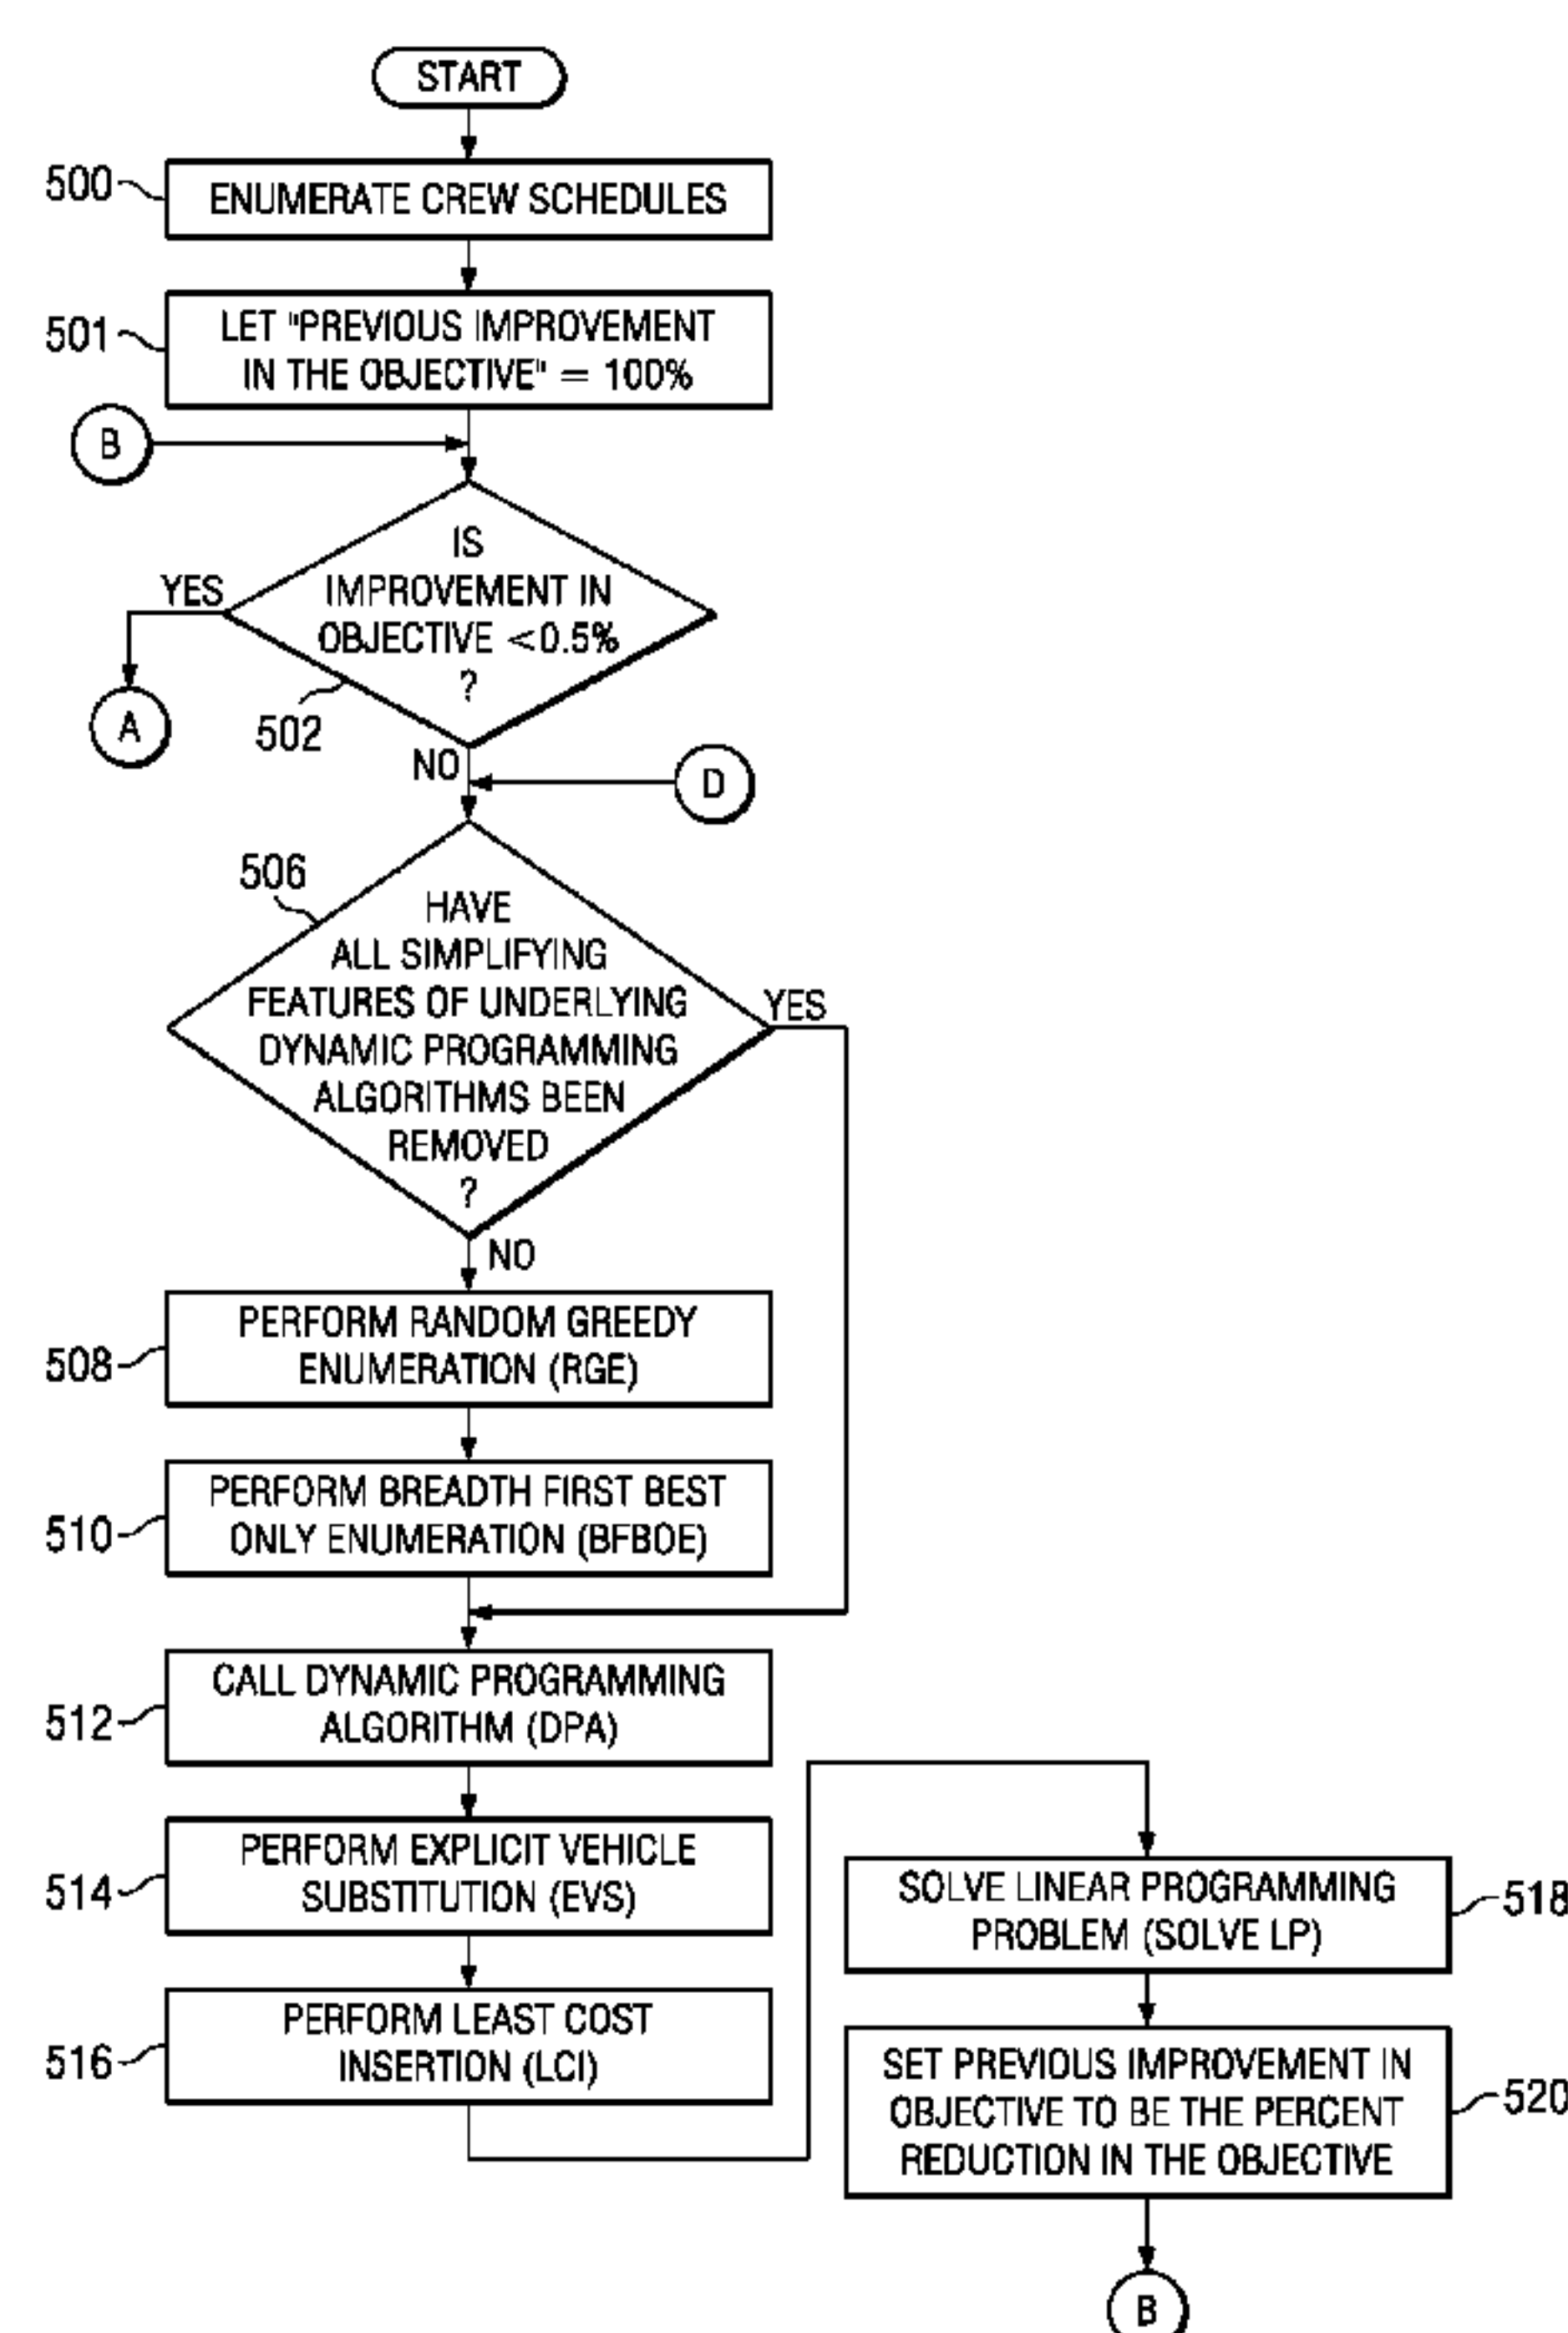 START
500
ENUMERATE CREW SCHEDULES
501
LET "PREVIOUS IMPROVEMENT
IN THE OBJECTIVE" = 100%
B
IS
IMPROVEMENT IN
OBJECTIVE <0.5%
?
YES
A
502
NO
D
506
HAVE
ALL SIMPLIFYING
FEATURES OF UNDERLYING
DYNAMIC PROGRAMMING
ALGORITHMS BEEN
REMOVED
?
YES
NO
508
PERFORM RANDOM GREEDY
ENUMERATION (RGE)
510
PERFORM BREADTH FIRST BEST
ONLY ENUMERATION (BFBOE)
512
CALL DYNAMIC PROGRAMMING
ALGORITHM (DPA)
514
PERFORM EXPLICIT VEHICLE
SUBSTITUTION (EVS)
516
PERFORM LEAST COST
INSERTION (LCI)
SOLVE LINEAR PROGRAMMING
PROBLEM (SOLVE LP)
518
SET PREVIOUS IMPROVEMENT IN
OBJECTIVE TO BE THE PERCENT
REDUCTION IN THE OBJECTIVE
520
B